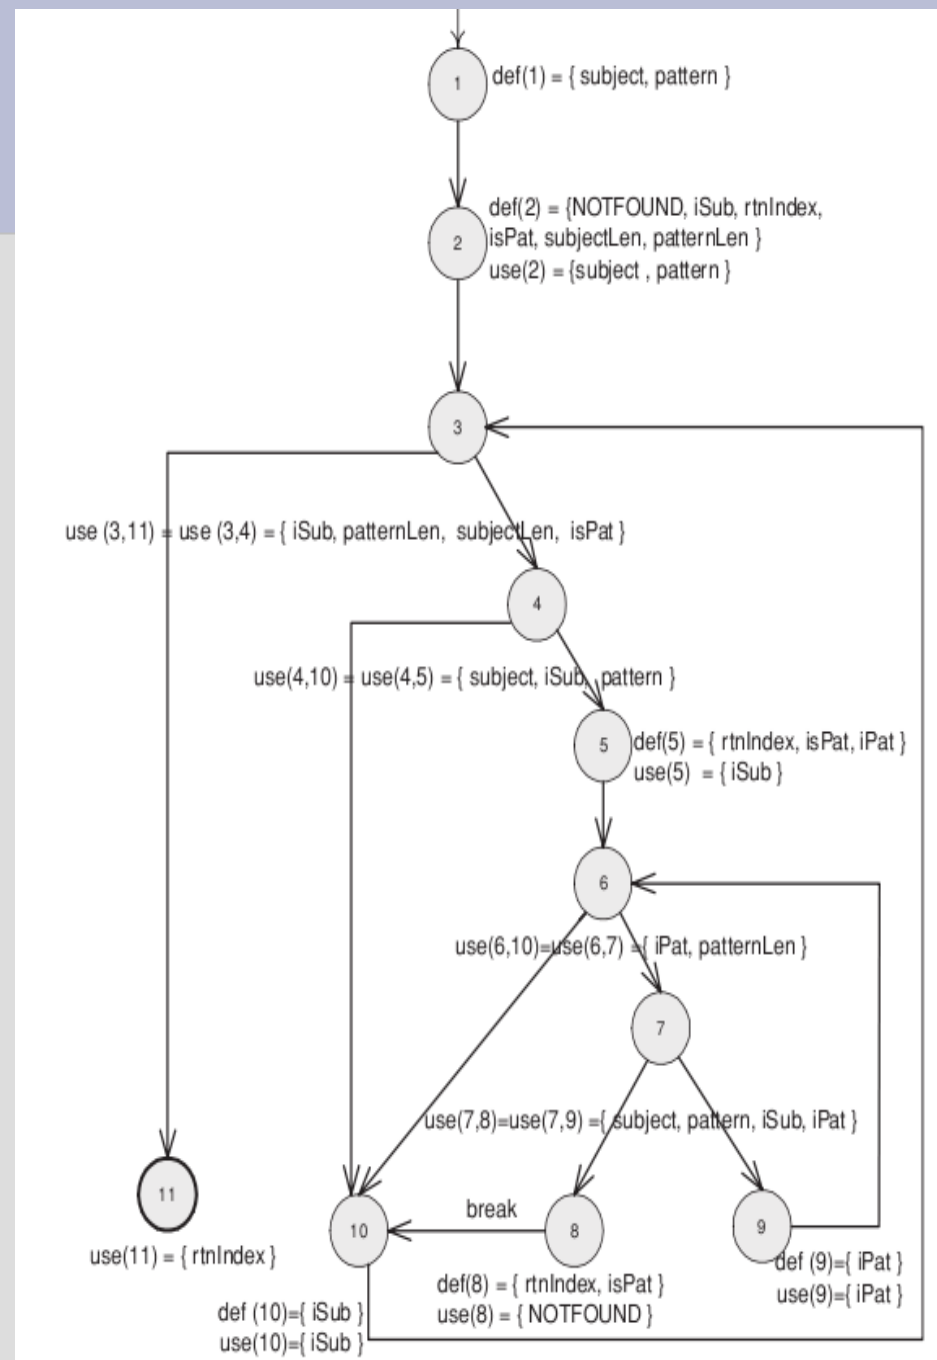 1
def(1) = { subject, pattern }
def(2) = {NOTFOUND, iSub, rtnIndex,
2
isPat, subjectLen, patternLen }
use(2) = {subject , pattern }
3
use (3,11) = use (3,4) = { iSub, patternLen, subjectLen, isPat }
4
use(4,10) = use(4,5) = { subject, iSub, pattern }
5
def(5) = { rtnIndex, isPat, iPat }
use(5) = { iSub }
6
use(6,10)=use(6,7) ={ iPat, patternLen }
7
use(7,8)=use(7,9) ={ subject, pattern, iSub, iPat }
11
use(11) = { rtnIndex }
break
10
8
9
def (9)={ iPat }
use(9)={ iPat }
def(8) = { rtnIndex, isPat }
use(8) = { NOTFOUND }
def (10)={ iSub }
use(10)={ iSub }